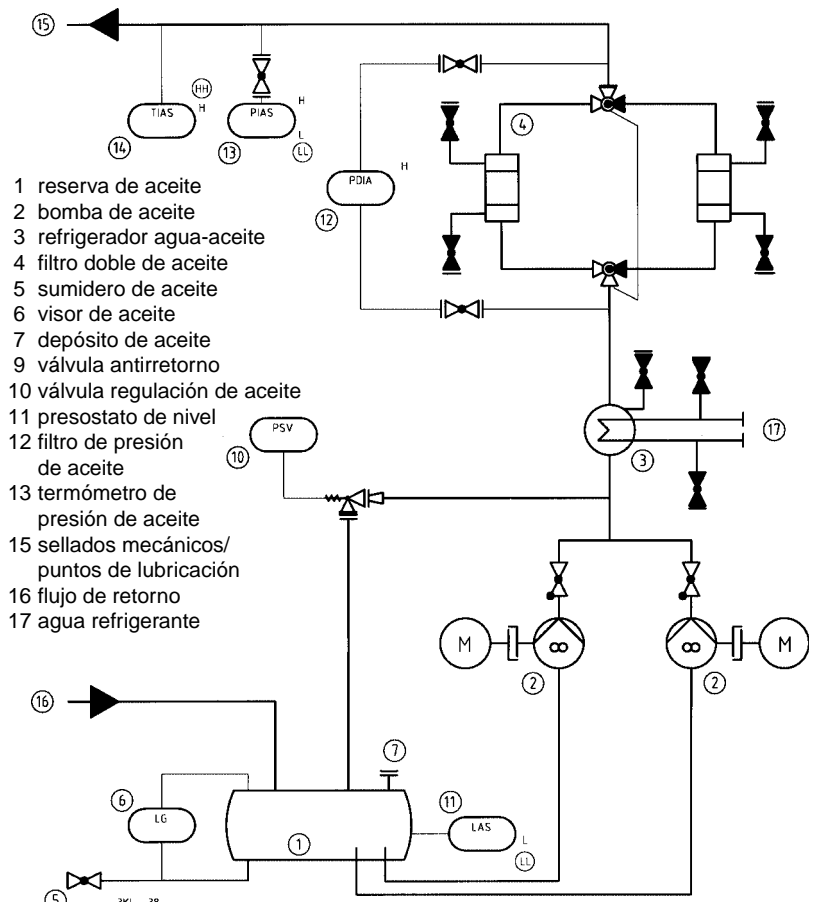 15
HH
TIAS
H
14
PIAS
H
L
LL
13
4
PDIA
H
12
1 reserva de aceite
2 bomba de aceite
3 refrigerador agua-aceite
4 filtro doble de aceite
5 sumidero de aceite
6 visor de aceite
7 depósito de aceite
9 válvula antirretorno
10 válvula regulación de aceite
11 presostato de nivel
12 filtro de presión
de aceite
13 termómetro de
presión de aceite
15 sellados mecánicos/
puntos de lubricación
16 flujo de retorno
17 agua refrigerante
PSV
10
17
3
M
2
2
M
16
7
6
LG
1
11
LAS
L
LL
5